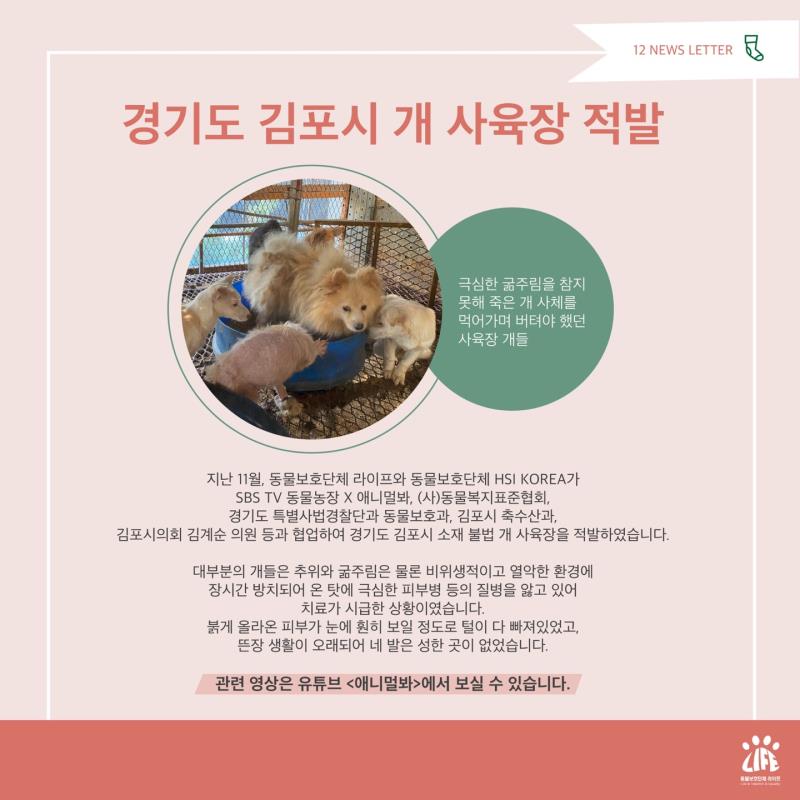 12 NEWS LETTER
경기도 김포시 개 사육장 적발
극심한 굶주림을 참지
못해 죽은 개 사체를
먹어가며 버텨야 했던
사육장 개들
지난 11월, 동물보호단체 라이프와 동물보호단체 HSI KOREA가
SBS TV 동물농장 X 애니멀봐, (사)동물복지표준협회,
경기도 특별사법경찰단과 동물보호과, 김포시 축수산과,
김포시의회 김계순 의원 등과 협업하여 경기도 김포시 소재 불법 개 사육장을 적발하였습니다.
대부분의 개들은 추위와 굶주림은 물론 비위생적이고 열악한 환경에
장시간 방치되어 온 탓에 극심한 피부병 등의 질병을 앓고 있어
치료가 시급한 상황이였습니다.
붉게 올라온 피부가 눈에 훤히 보일 정도로 털이 다 빠져있었고,
뜬장 생활이 오래되어 네 발은 성한 곳이 없었습니다.
관련 영상은 유튜브 <애니멀봐>에서 보실 수 있습니다.
LIFE
동물보호단체 라이프